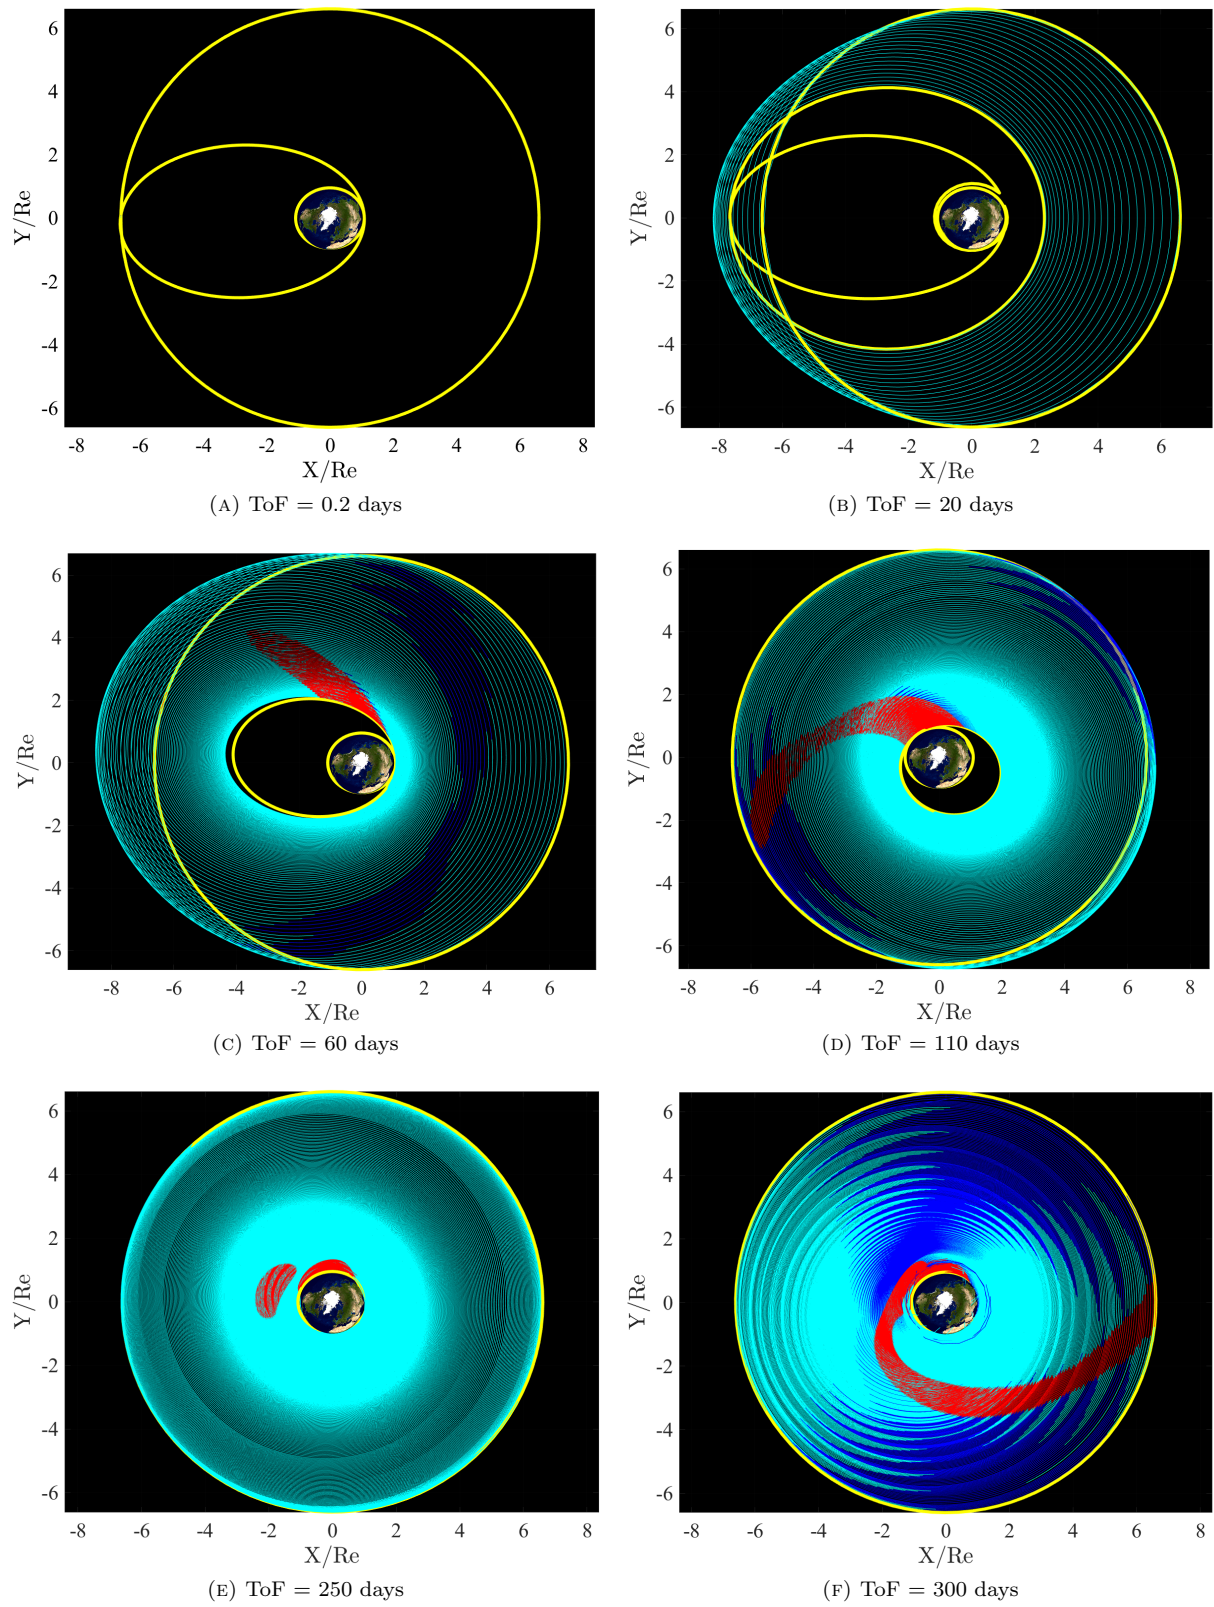 6
4
2
0
-2
-4
-6
Y/Re
-8 -6 -4 -2 0 2 4 6 8
X/Re
(A) ToF = 0.2 days
6
4
2
0
-2
-4
-6
Y/Re
-8 -6 -4 -2 0 2 4 6
X/Re
(B) ToF = 20 days
6
4
2
0
-2
-4
-6
Y/Re
-8 -6 -4 -2 0 2 4 6
X/Re
(C) ToF = 60 days
6
4
2
0
-2
-4
-6
Y/Re
-8 -6 -4 -2 0 2 4 6 8
X/Re
(D) ToF = 110 days
6
4
2
0
-2
-4
-6
Y/Re
-8 -6 -4 -2 0 2 4 6 8
X/Re
(E) ToF = 250 days
6
4
2
0
-2
-4
-6
Y/Re
-8 -6 -4 -2 0 2 4 6 8
X/Re
(F) ToF = 300 days